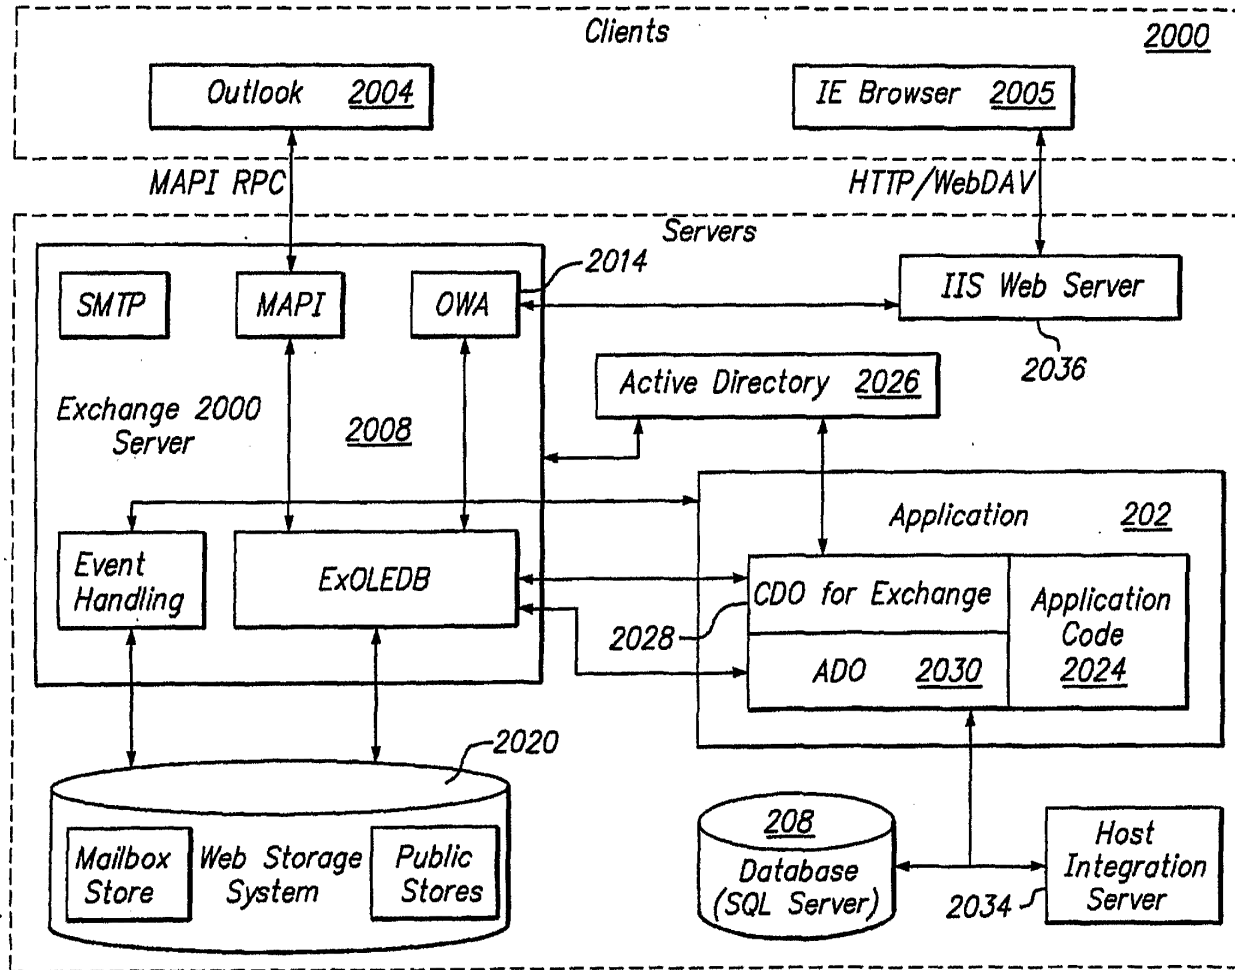 Clients
2000
Outlook 2004
IE Browser 2005
MAPI RPC
HTTP/WebDAV
Servers
2014
SMTP
MAPI
OWA
IIS Web Server
2036
Active Directory 2026
Exchange 2000
Server
2008
Application 202
Event
Handling
ExOLEDB
CDO for Exchange
2028
ADO 2030
Application
Code
2024
2020
Mailbox
Store
Web Storage
System
Public
Stores
208
Database
(SQL Server)
2034
Host
Integration
Server